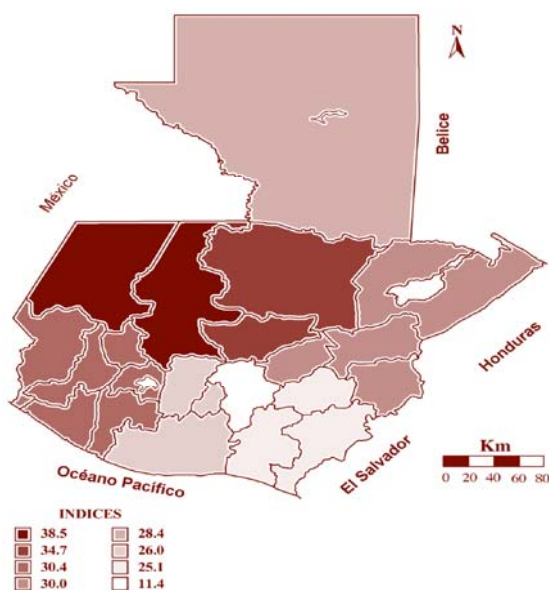 N
Belice
México
Honduras
El Salvador
Océano Pacífico
Km
0 20 40 60 80
INDICES
38.5 28.4
34.7 26.0
30.4 25.1
30.0 11.4